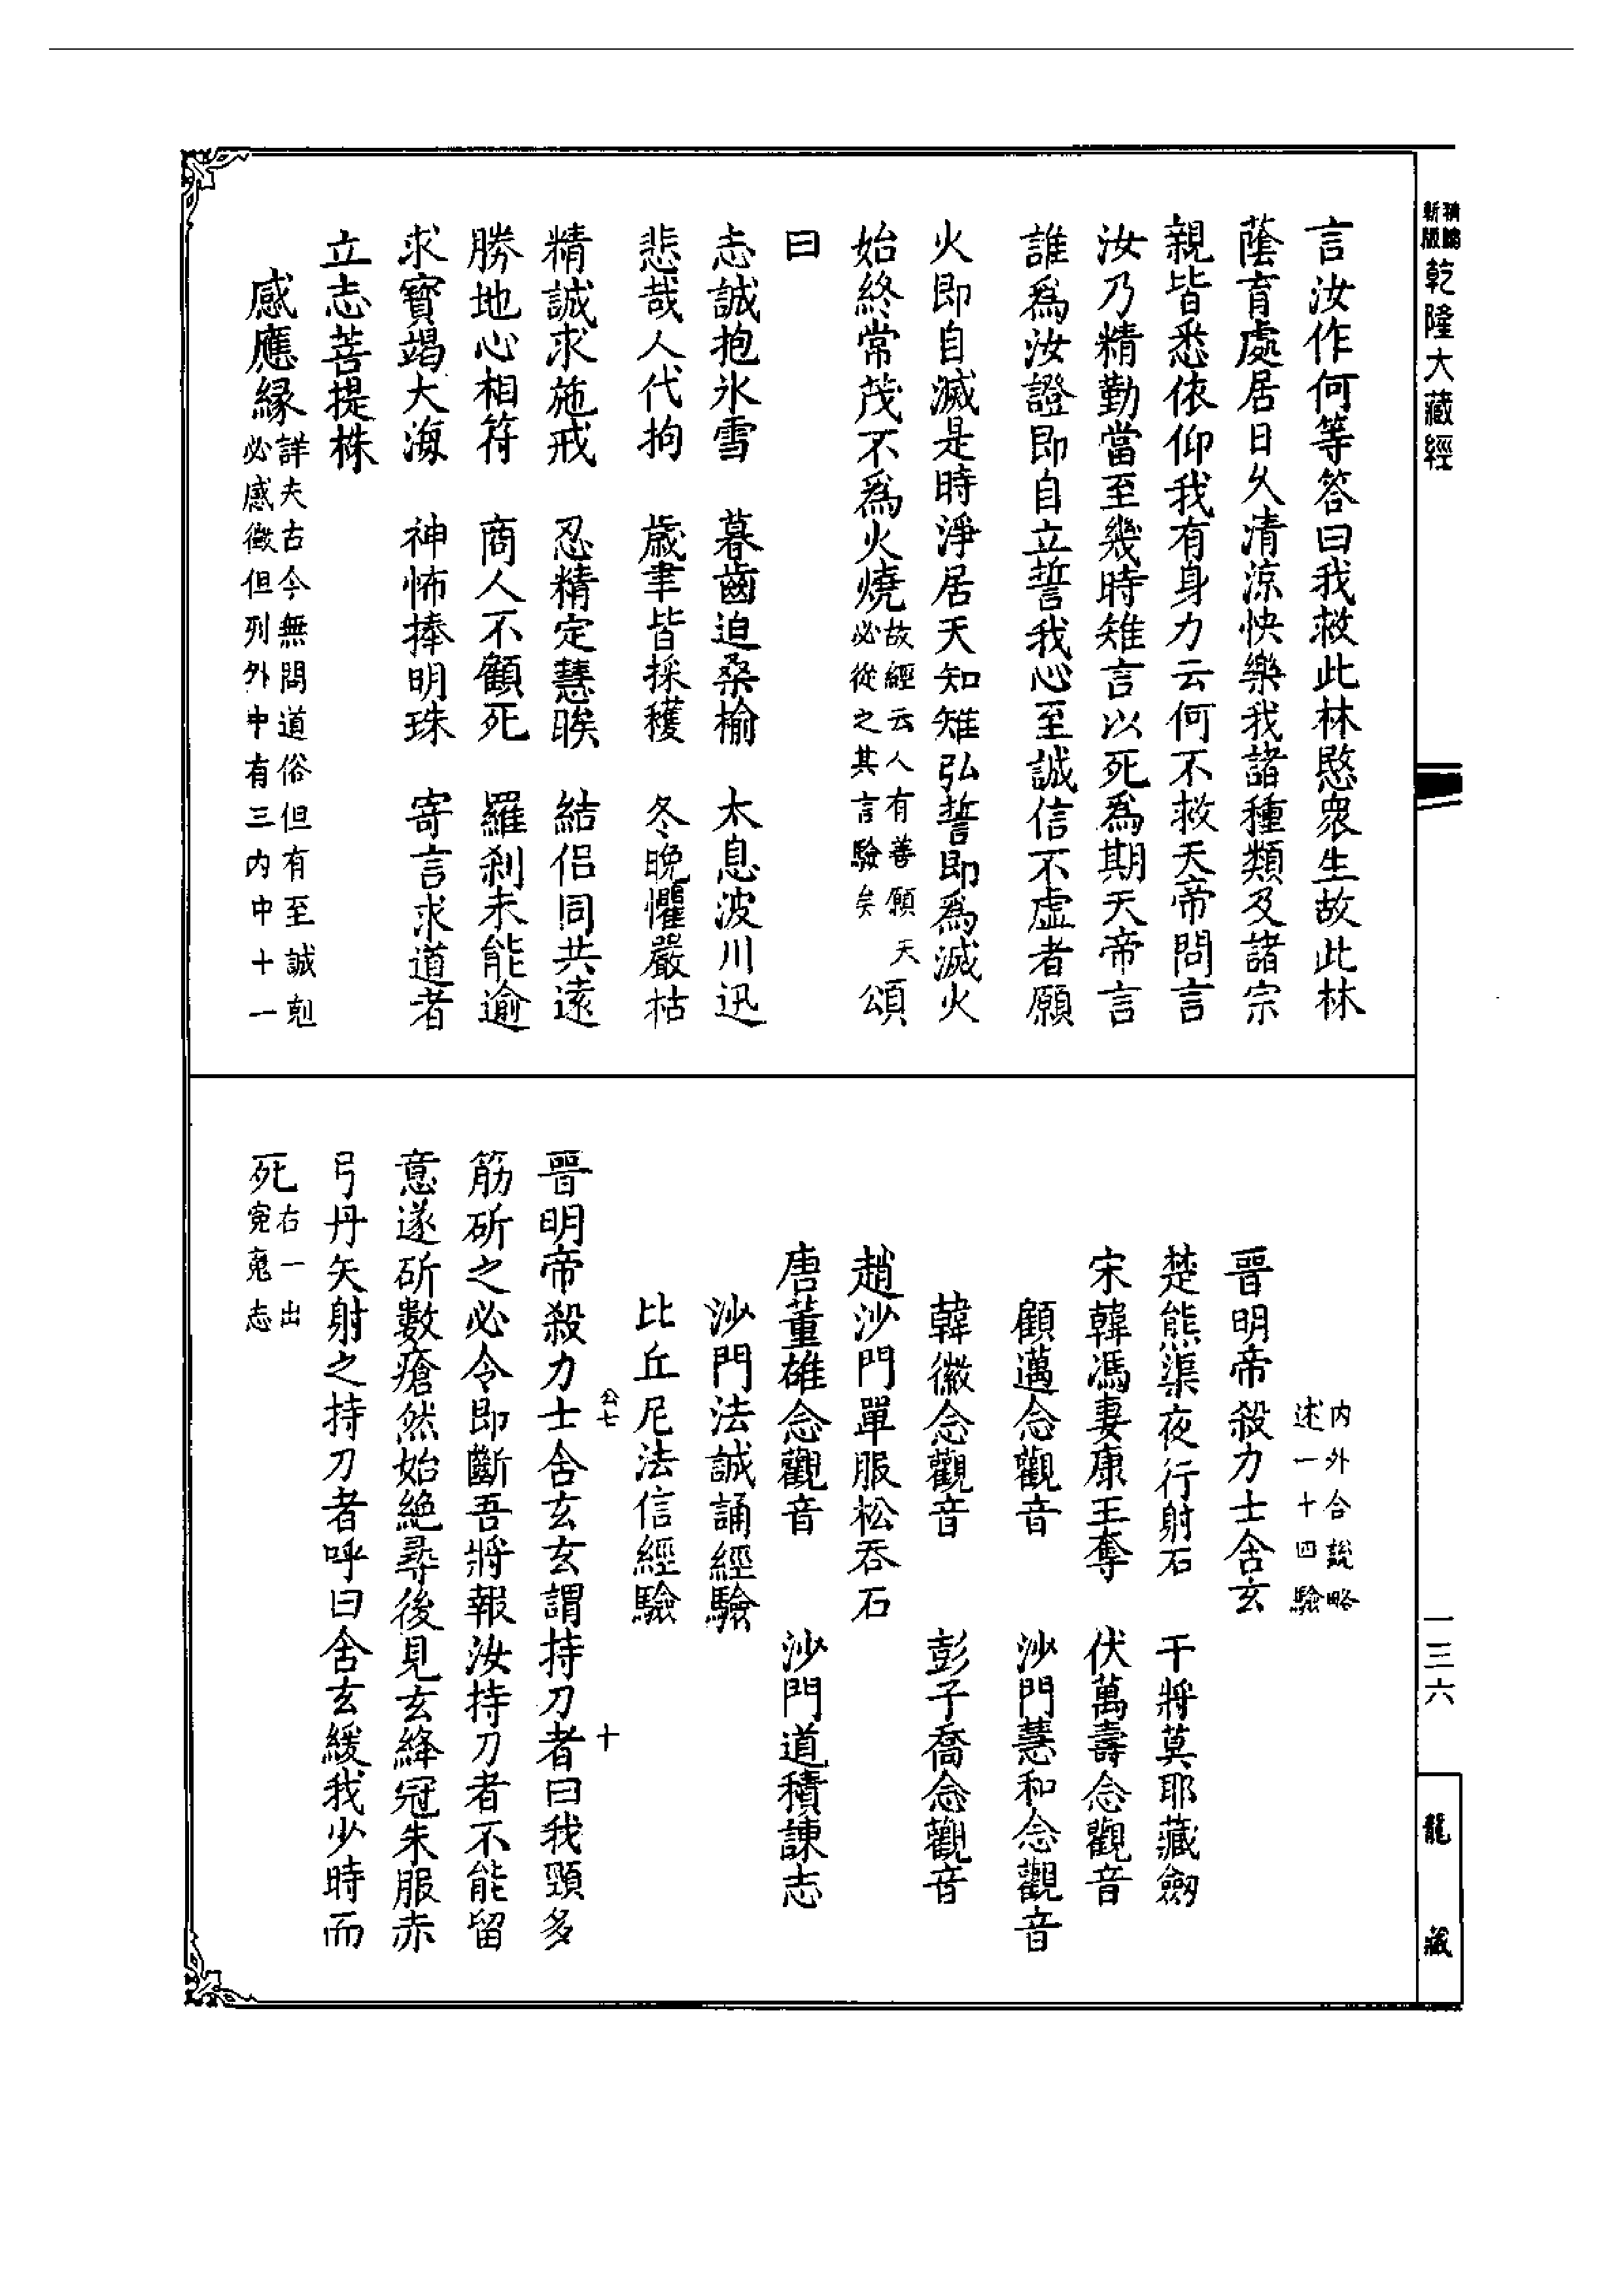 新版
精縮
乾隆大藏經
言汝作何等答曰我救此林愍衆生故此林
蔭育處居日久清涼快樂我諸種類及諸宗
親皆悉依仰我有身力云何不救天帝問言
汝乃精勤當至幾時雉言以死爲期天帝言
誰爲汝證即自立誓我心至誠信不虛者願
火即自滅是時淨居天知雉弘誓即爲滅火
始終常茂不爲火燒故經云人有善願天必從之其言驗矣頌
曰
志誠抱氷雪　暮齒迫桑榆　太息波川迅
悲哉人代拘　歲聿皆採穫　冬晚懼嚴枯
精誠求施戒　忍精定慧眹　結侶同共遠
勝地心相符　商人不顧死　羅剎未能逾
求寶竭大海　神怖捧明珠　寄言求道者
立志菩提株
感應緣詳夫古今無問道俗但有至誠剋必感徵但列外中有三内中十一
内外合說略
述一十四驗
晉明帝殺力士含玄
楚熊渠夜行射石　干將莫耶藏劒
宋韓馮妻康王奪　伏萬壽念觀音
顧邁念觀音　沙門慧和念觀音
韓徽念觀音　彭子喬念觀音
趙沙門單服松吞石
唐董雄念觀音　沙門道積諫志
沙門法誠誦經驗
比丘尼法信經驗
公七　十
晉明帝殺力士含玄玄謂持刀者曰我頸多
筋斫之必令即斷吾將報汝持刀者不能留
意遂斫數瘡然始絕尋後見玄絳冠朱服赤
弓丹矢射之持刀者呼曰含玄緩我少時而
死右一出冤魂志
一三六
龍藏